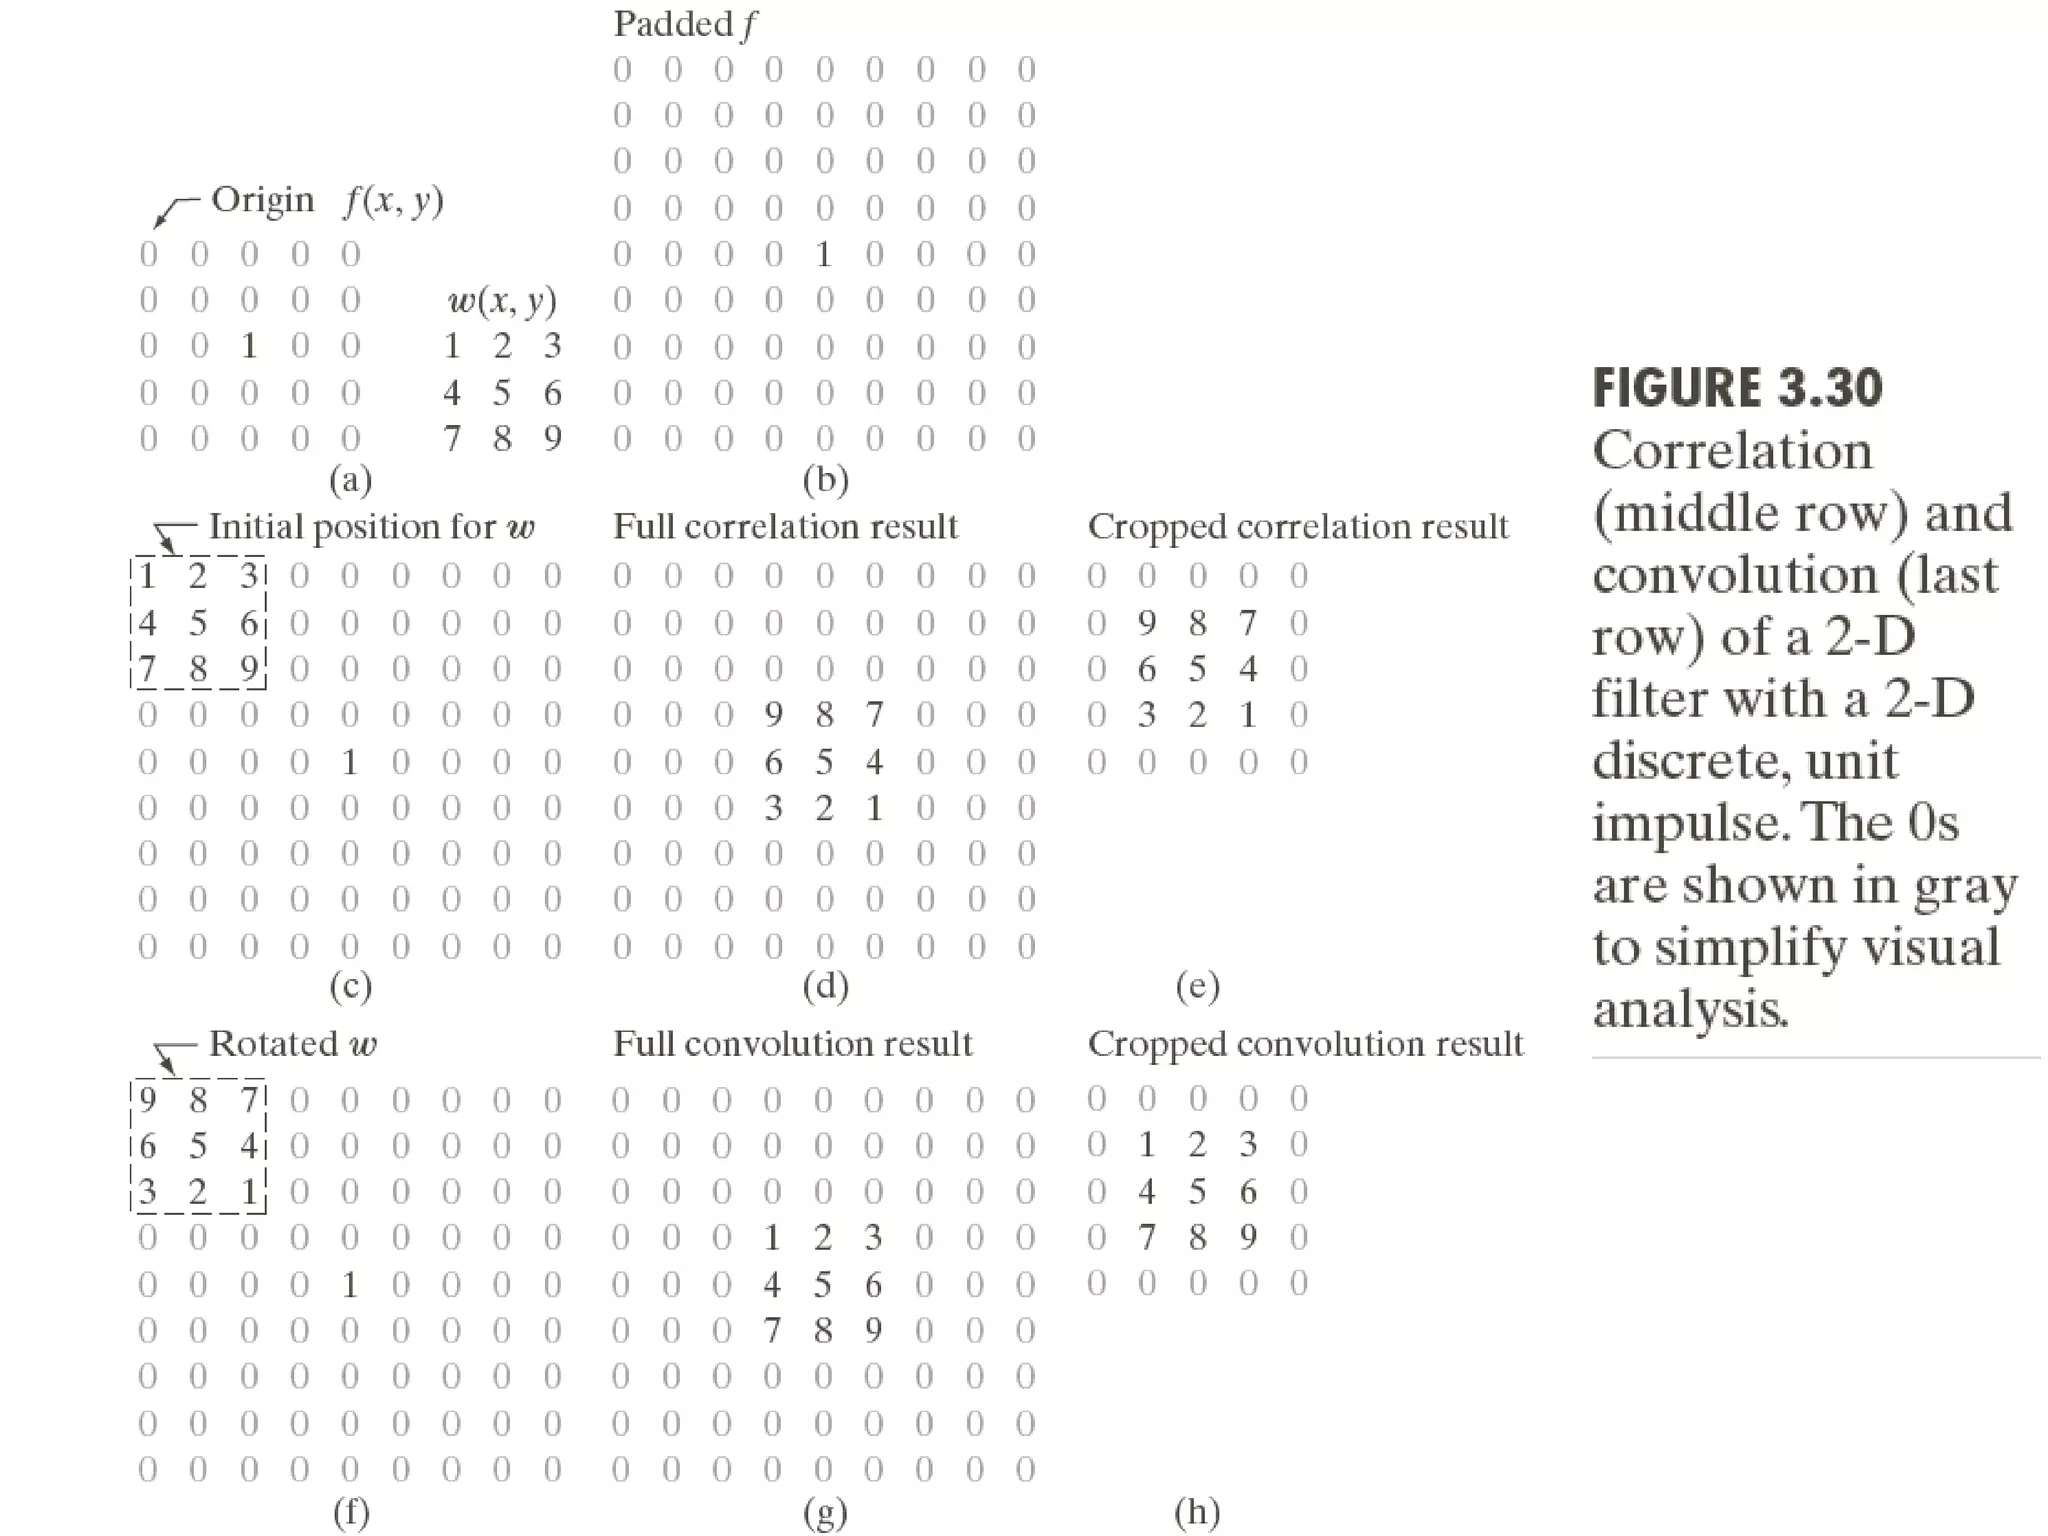 Padded f
0 0 0 0 0 0 0 0 0
0 0 0 0 0 0 0 0 0
0 0 0 0 0 0 0 0 0
0 0 0 0 0 0 0 0 0
0 0 0 0 1 0 0 0 0
0 0 0 0 0 0 0 0 0
0 0 0 0 0 0 0 0 0
0 0 0 0 0 0 0 0 0
0 0 0 0 0 0 0 0 0
(b)
Origin f(x, y)
0 0 0 0 0
0 0 0 0 0
0 0 1 0 0
0 0 0 0 0
0 0 0 0 0
w(x, y)
1 2 3
4 5 6
7 8 9
(a)
Initial position for w
1 2 3 0 0 0 0 0 0
4 5 6 0 0 0 0 0 0
7 8 9 0 0 0 0 0 0
0 0 0 0 0 0 0 0 0
0 0 0 0 1 0 0 0 0
0 0 0 0 0 0 0 0 0
0 0 0 0 0 0 0 0 0
0 0 0 0 0 0 0 0 0
0 0 0 0 0 0 0 0 0
(c)
Full correlation result
0 0 0 0 0 0 0 0 0
0 0 0 0 0 0 0 0 0
0 0 0 0 0 0 0 0 0
0 0 0 9 8 7 0 0 0
0 0 0 6 5 4 0 0 0
0 0 0 3 2 1 0 0 0
0 0 0 0 0 0 0 0 0
0 0 0 0 0 0 0 0 0
0 0 0 0 0 0 0 0 0
(d)
Cropped correlation result
0 0 0 0 0
0 9 8 7 0
0 6 5 4 0
0 3 2 1 0
0 0 0 0 0
(e)
Rotated w
9 8 7 0 0 0 0 0 0
6 5 4 0 0 0 0 0 0
3 2 1 0 0 0 0 0 0
0 0 0 0 0 0 0 0 0
0 0 0 0 1 0 0 0 0
0 0 0 0 0 0 0 0 0
0 0 0 0 0 0 0 0 0
0 0 0 0 0 0 0 0 0
0 0 0 0 0 0 0 0 0
(f)
Full convolution result
0 0 0 0 0 0 0 0 0
0 0 0 0 0 0 0 0 0
0 0 0 0 0 0 0 0 0
0 0 0 1 2 3 0 0 0
0 0 0 4 5 6 0 0 0
0 0 0 7 8 9 0 0 0
0 0 0 0 0 0 0 0 0
0 0 0 0 0 0 0 0 0
0 0 0 0 0 0 0 0 0
(g)
Cropped convolution result
0 0 0 0 0
0 1 2 3 0
0 4 5 6 0
0 7 8 9 0
0 0 0 0 0
(h)
FIGURE 3.30
Correlation
(middle row) and
convolution (last
row) of a 2-D
filter with a 2-D
discrete, unit
impulse. The 0s
are shown in gray
to simplify visual
analysis.